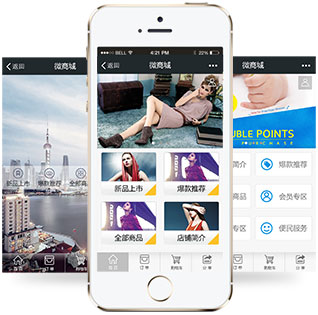 BELL 4:21 PM 22%
返回 微商城
返回 微商城
微商城
新品上市 爆款推荐 全部商品
新品上市 爆款推荐
全部商品 店铺简介
UBLE POINTS
简介 爆款推荐
专区 会员专区
专区 便民服务
首页 订单 购物车
首页 订单 购物车 分享
订单 购物车 分享